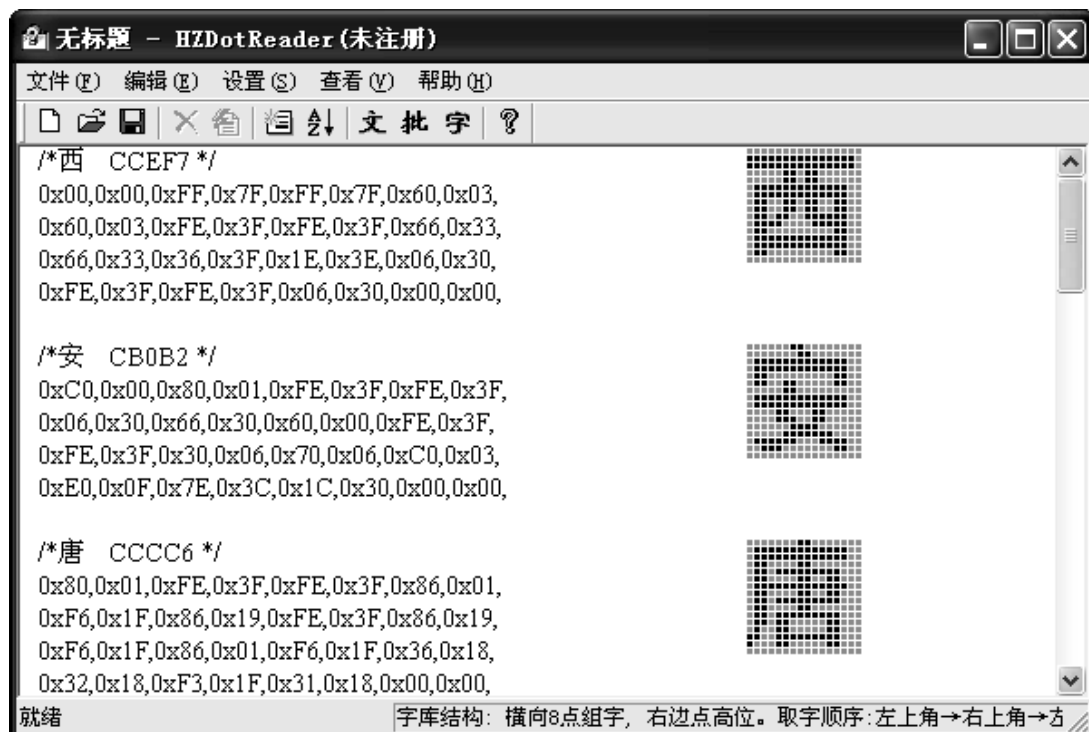 无标题 - HZDotReader(未注册)
文件(F) 编辑(E) 设置(S) 查看(V) 帮助(H)
文 批 字
/*西 CCEF7 */
0x00,0x00,0xFF,0x7F,0xFF,0x7F,0x60,0x03,
0x60,0x03,0xFE,0x3F,0xFE,0x3F,0x66,0x33,
0x66,0x33,0x36,0x3F,0x1E,0x3E,0x06,0x30,
0xFE,0x3F,0xFE,0x3F,0x06,0x30,0x00,0x00,
/*安 CB0B2 */
0xC0,0x00,0x80,0x01,0xFE,0x3F,0xFE,0x3F,
0x06,0x30,0x66,0x30,0x60,0x00,0xFE,0x3F,
0xFE,0x3F,0x30,0x06,0x70,0x06,0xC0,0x03,
0xE0,0x0F,0x7E,0x3C,0x1C,0x30,0x00,0x00,
/*唐 CCCC6 */
0x80,0x01,0xFE,0x3F,0xFE,0x3F,0x86,0x01,
0xF6,0x1F,0x86,0x19,0xFE,0x3F,0x86,0x19,
0xF6,0x1F,0x86,0x01,0xF6,0x1F,0x36,0x18,
0x32,0x18,0xF3,0x1F,0x31,0x18,0x00,0x00,
西
安
唐
就绪
字库结构: 横向8点组字, 右边点高位。取字顺序:左上角→右上角→左